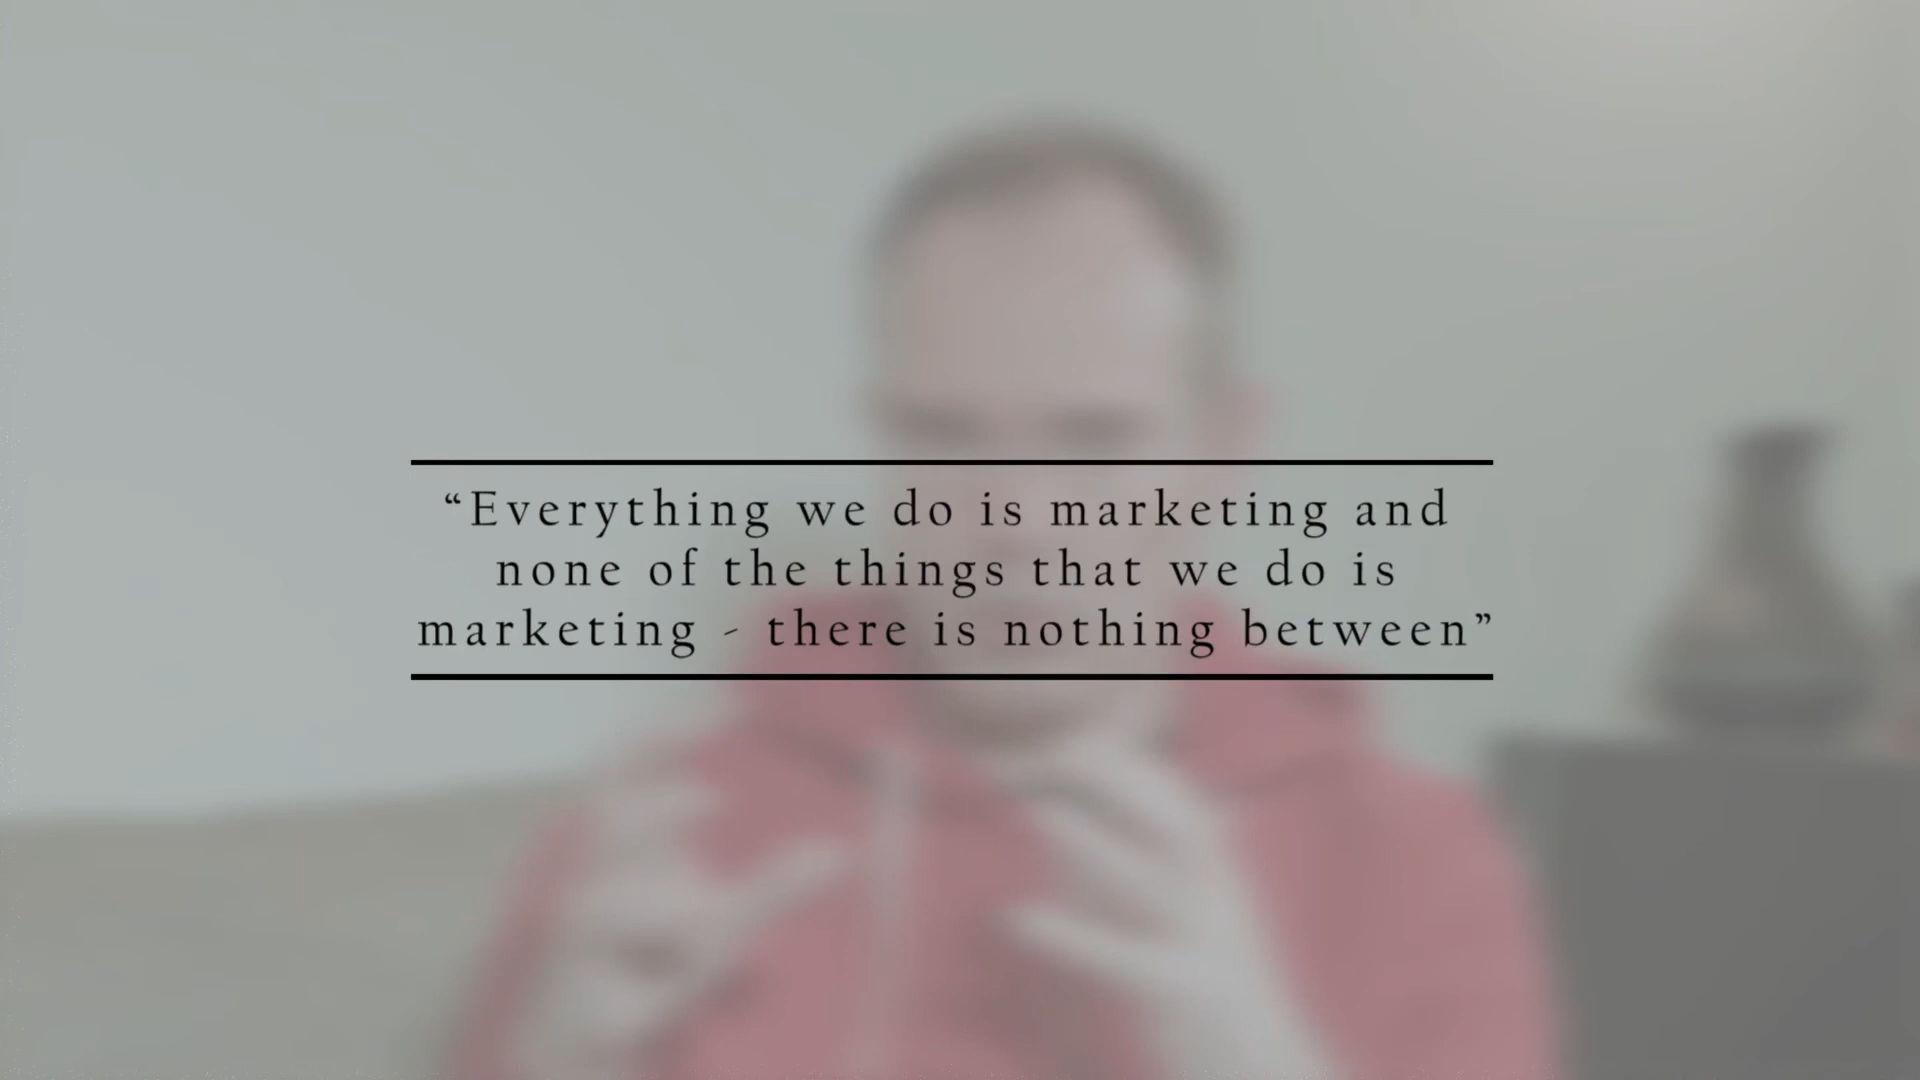 “Everything we do is marketing and
none of the things that we do is
marketing - there is nothing between”